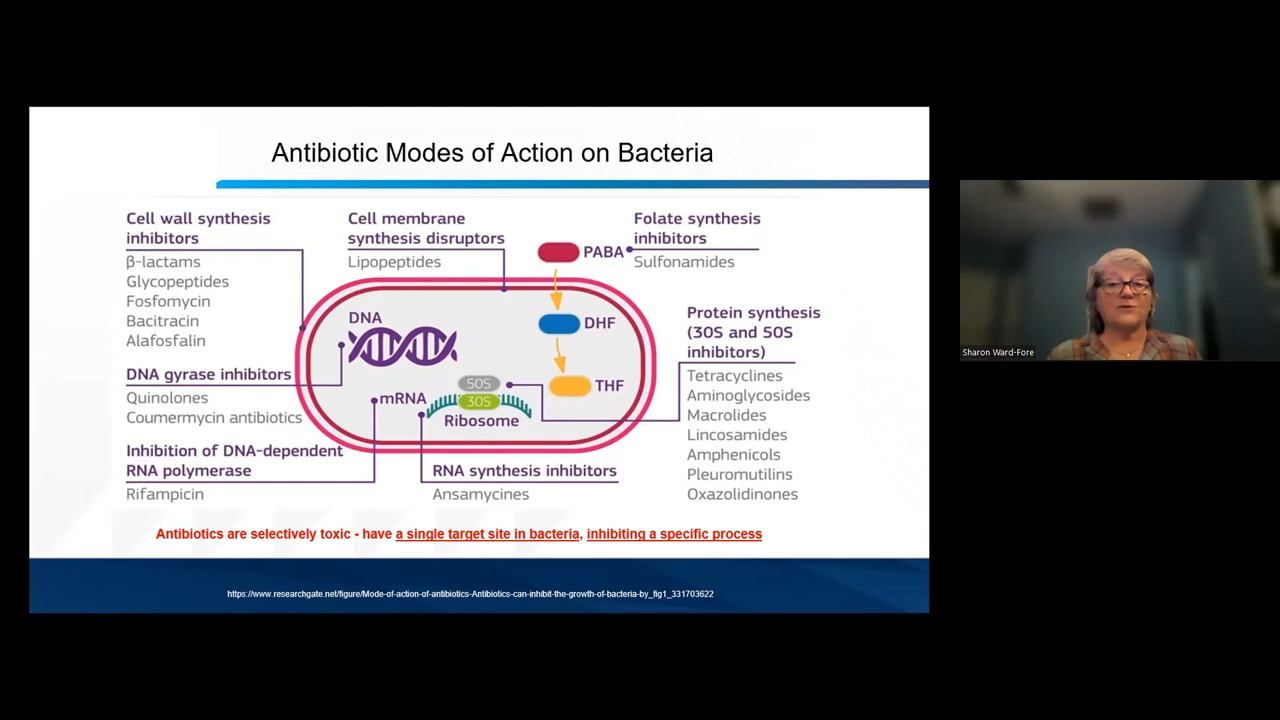 Antibiotic Modes of Action on Bacteria
Cell wall synthesis
inhibitors
β-lactams
Glycopeptides
Fosfomycin
Bacitracin
Alafosfalin
Cell membrane
synthesis disruptors
Lipopeptides
PABA
Folate synthesis
inhibitors
Sulfonamides
DNA
DHF
THF
Protein synthesis
(30S and 50S
inhibitors)
Tetracyclines
Aminoglycosides
Macrolides
Lincosamides
Amphenicols
Pleuromutilins
Oxazolidinones
DNA gyrase inhibitors
Quinolones
Coumermycin antibiotics
mRNA
50S
30S
Ribosome
Inhibition of DNA-dependent
RNA polymerase
Rifampicin
RNA synthesis inhibitors
Ansamycines
Antibiotics are selectively toxic - have a single target site in bacteria, inhibiting a specific process
https://www.researchgate.net/figure/Mode-of-action-of-antibiotics-Antibiotics-can-inhibit-the-growth-of-bacteria-by_fig1_331703622
Sharon Ward-Fore